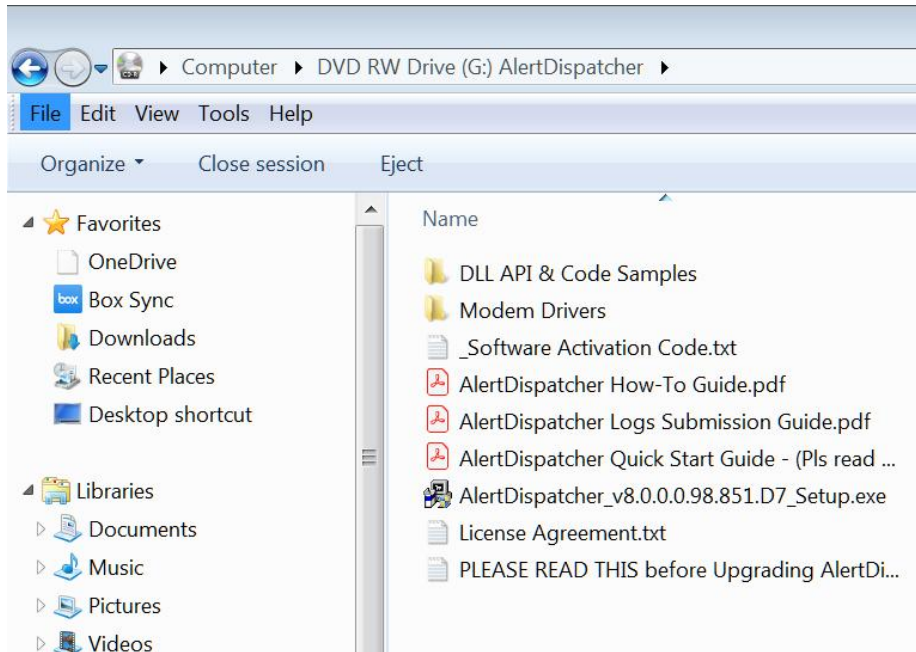 Computer ▸ DVD RW Drive (G:) AlertDispatcher ▸
File Edit View Tools Help
Organize Close session Eject
Favorites
OneDrive
box Box Sync
Downloads
Recent Places
Desktop shortcut
Libraries
Documents
Music
Pictures
Videos
Name
DLL API & Code Samples
Modem Drivers
_Software Activation Code.txt
AlertDispatcher How-To Guide.pdf
AlertDispatcher Logs Submission Guide.pdf
AlertDispatcher Quick Start Guide - (Pls read ...
AlertDispatcher_v8.0.0.0.98.851.D7_Setup.exe
License Agreement.txt
PLEASE READ THIS before Upgrading AlertDi...